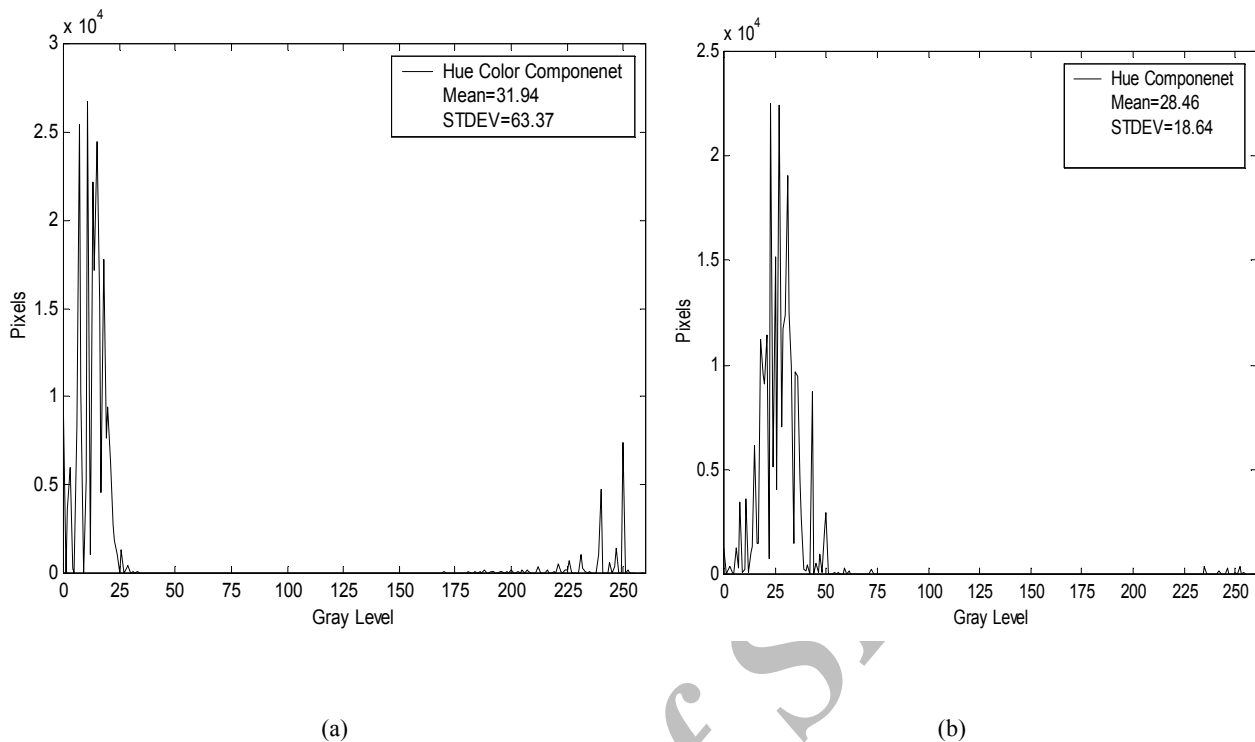 x 10^4
3
2.5
2
1.5
1
0.5
0
0 25 50 75 100 125 150 175 200 225 250
Pixels
Gray Level
Hue Color Componenet
Mean=31.94
STDEV=63.37
(a)
x 10^4
2.5
2
1.5
1
0.5
0
0 25 50 75 100 125 150 175 200 225 250
Pixels
Gray Level
Hue Componenet
Mean=28.46
STDEV=18.64
(b)